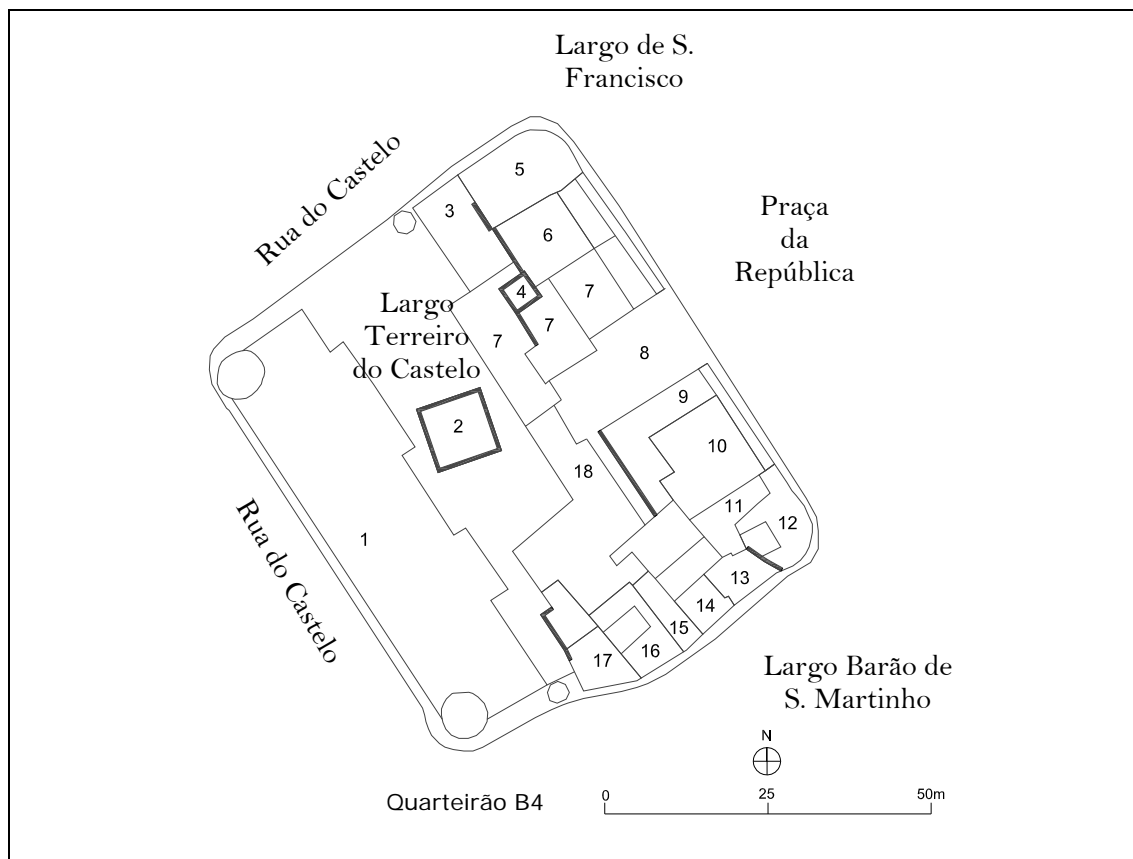 Largo de S.
Francisco
Rua do Castelo
Praça
da
República
5
3
6
4
7
7
7
Largo
Terreiro
do Castelo
8
9
2
10
18
11
12
1
Rua do Castelo
13
14
15
16
17
Largo Barão de
S. Martinho
N
Quarteirão B4
0 25 50m